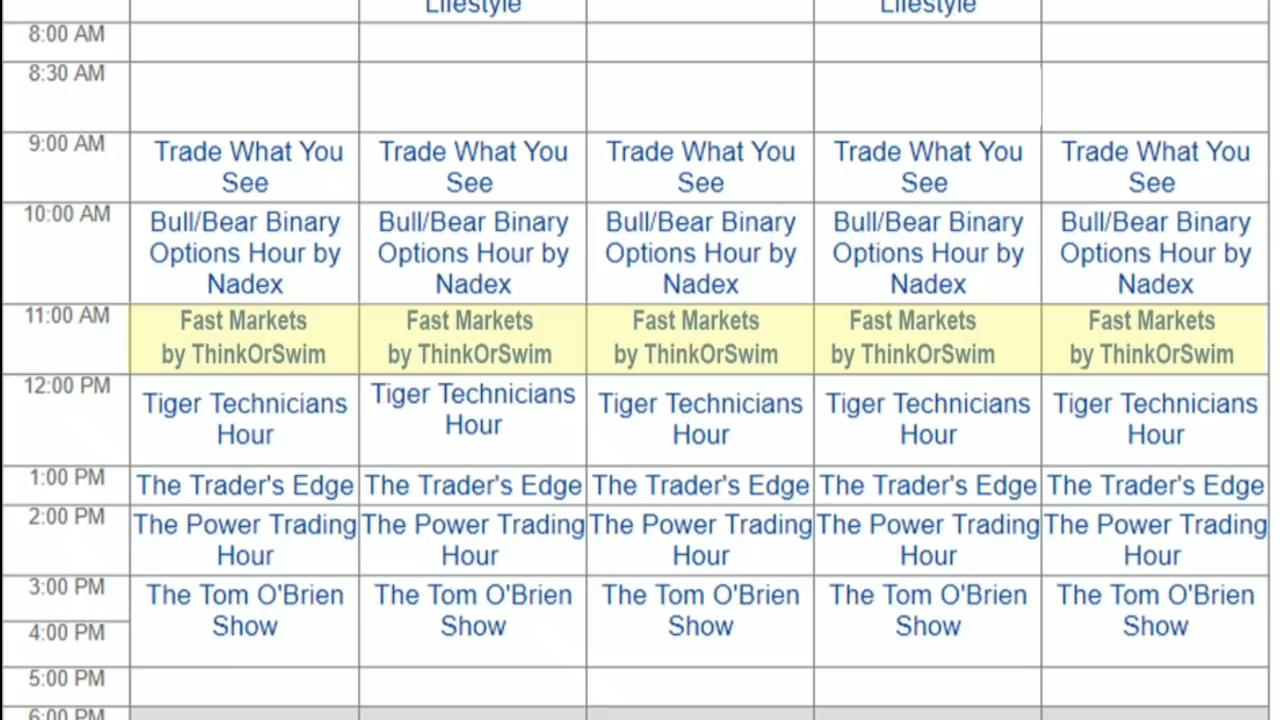 Lifestyle Lifestyle
8:00 AM
8:30 AM
9:00 AM
Trade What You Trade What You Trade What You Trade What You Trade What You
See See See See See
10:00 AM
Bull/Bear Binary Bull/Bear Binary Bull/Bear Binary Bull/Bear Binary Bull/Bear Binary
Options Hour by Options Hour by Options Hour by Options Hour by Options Hour by
Nadex Nadex Nadex Nadex Nadex
11:00 AM
Fast Markets Fast Markets Fast Markets Fast Markets Fast Markets
by ThinkOrSwim by ThinkOrSwim by ThinkOrSwim by ThinkOrSwim by ThinkOrSwim
12:00 PM
Tiger Technicians Tiger Technicians Tiger Technicians Tiger Technicians Tiger Technicians
Hour Hour Hour Hour Hour
1:00 PM
The Trader's Edge The Trader's Edge The Trader's Edge The Trader's Edge The Trader's Edge
2:00 PM
The Power Trading The Power Trading The Power Trading The Power Trading The Power Trading
Hour Hour Hour Hour Hour
3:00 PM
The Tom O'Brien The Tom O'Brien The Tom O'Brien The Tom O'Brien The Tom O'Brien
Show Show Show Show Show
4:00 PM
5:00 PM
6:00 PM